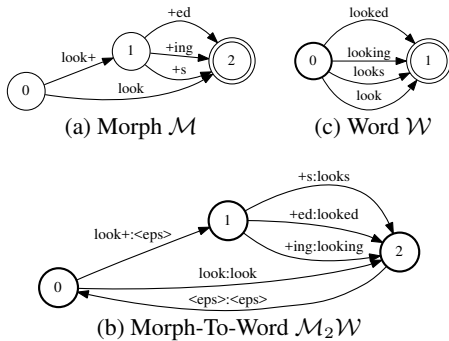 +ed
looked
look+
1
+ing
2
0
looking
1
+s
looks
0
look
look
(a) Morph M
(c) Word W
+s:looks
1
+ed:looked
look+:<eps>
+ing:looking
2
0
look:look
<eps>:<eps>
(b) Morph-To-Word M₂W